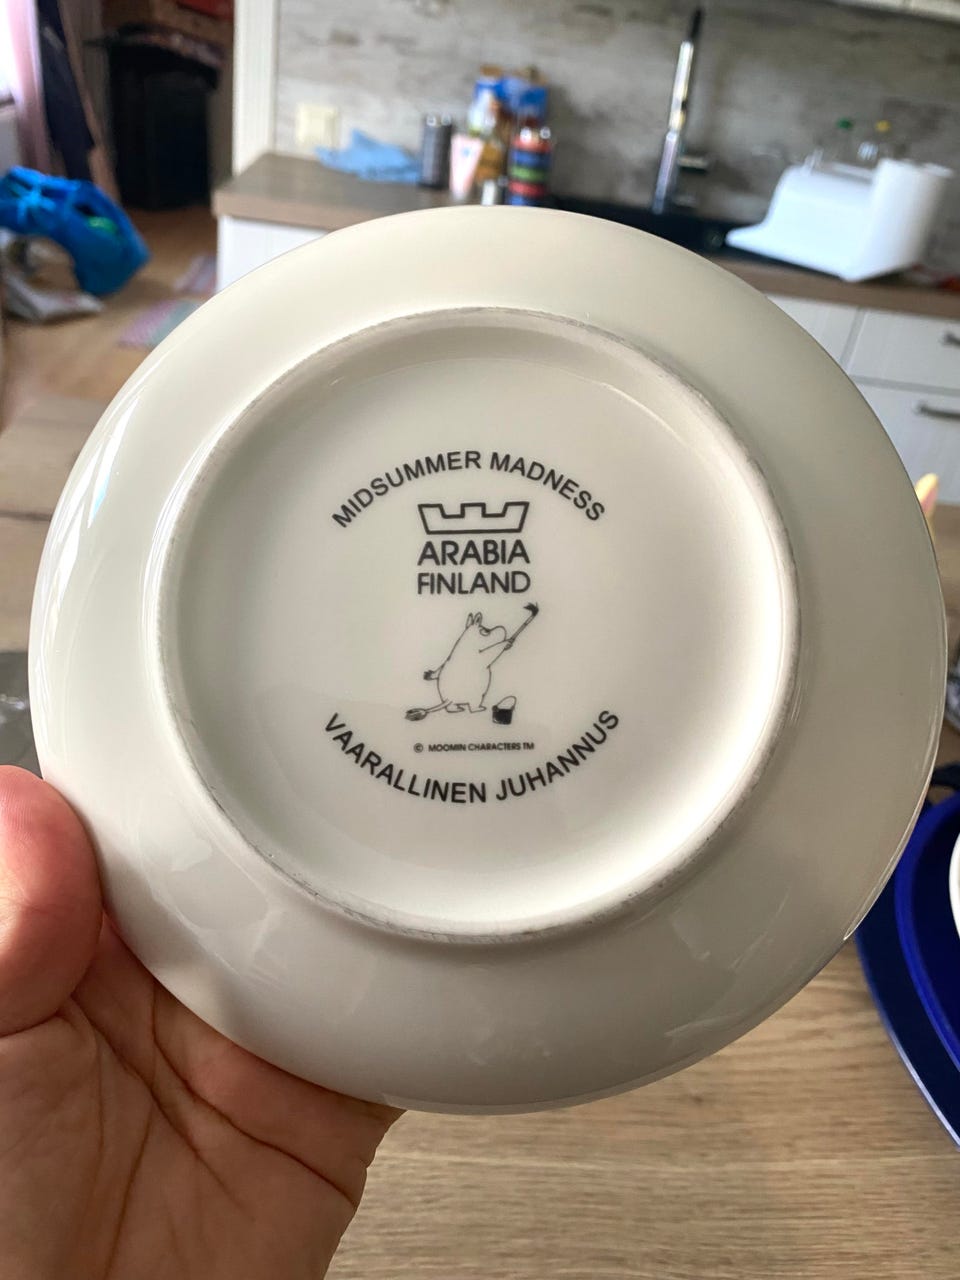 MIDSUMMER MADNESS
ARABIA
FINLAND
© MOOMIN CHARACTERS TM
VAARALLINEN JUHANNUS